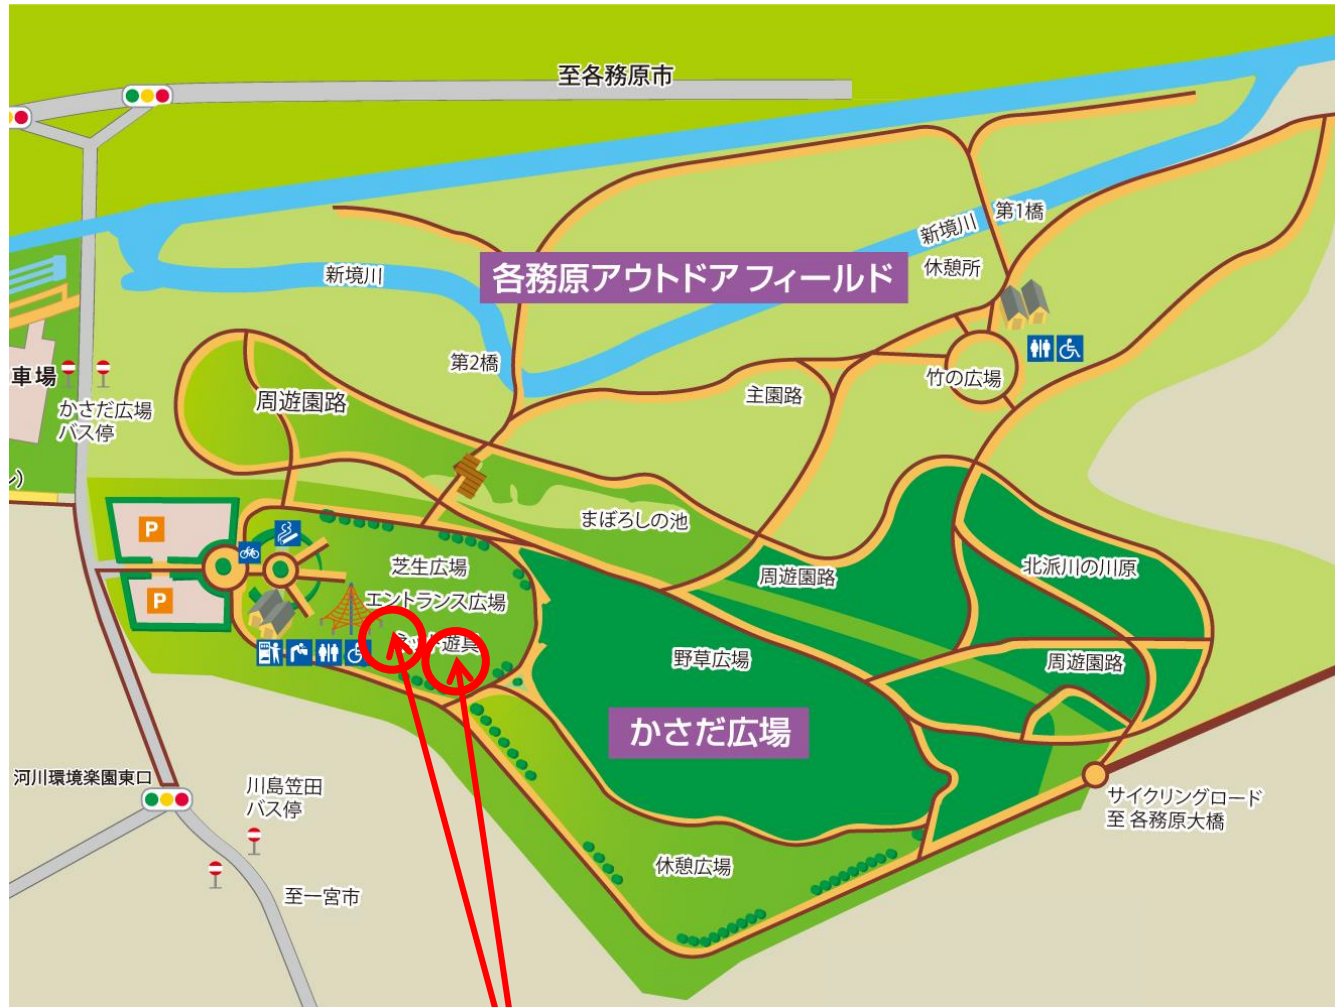 至各務原市
新境川
第1橋
新境川
各務原アウトドアフィールド
休憩所
第2橋
竹の広場
車場
かさだ広場
バス停
周遊園路
主園路
まぼろしの池
P
芝生広場
周遊園路
北派川の川原
P
エントランス広場
ネット遊具
野草広場
周遊園路
かさだ広場
河川環境楽園東口
川島笠田
バス停
サイクリングロード
至 各務原大橋
休憩広場
至一宮市